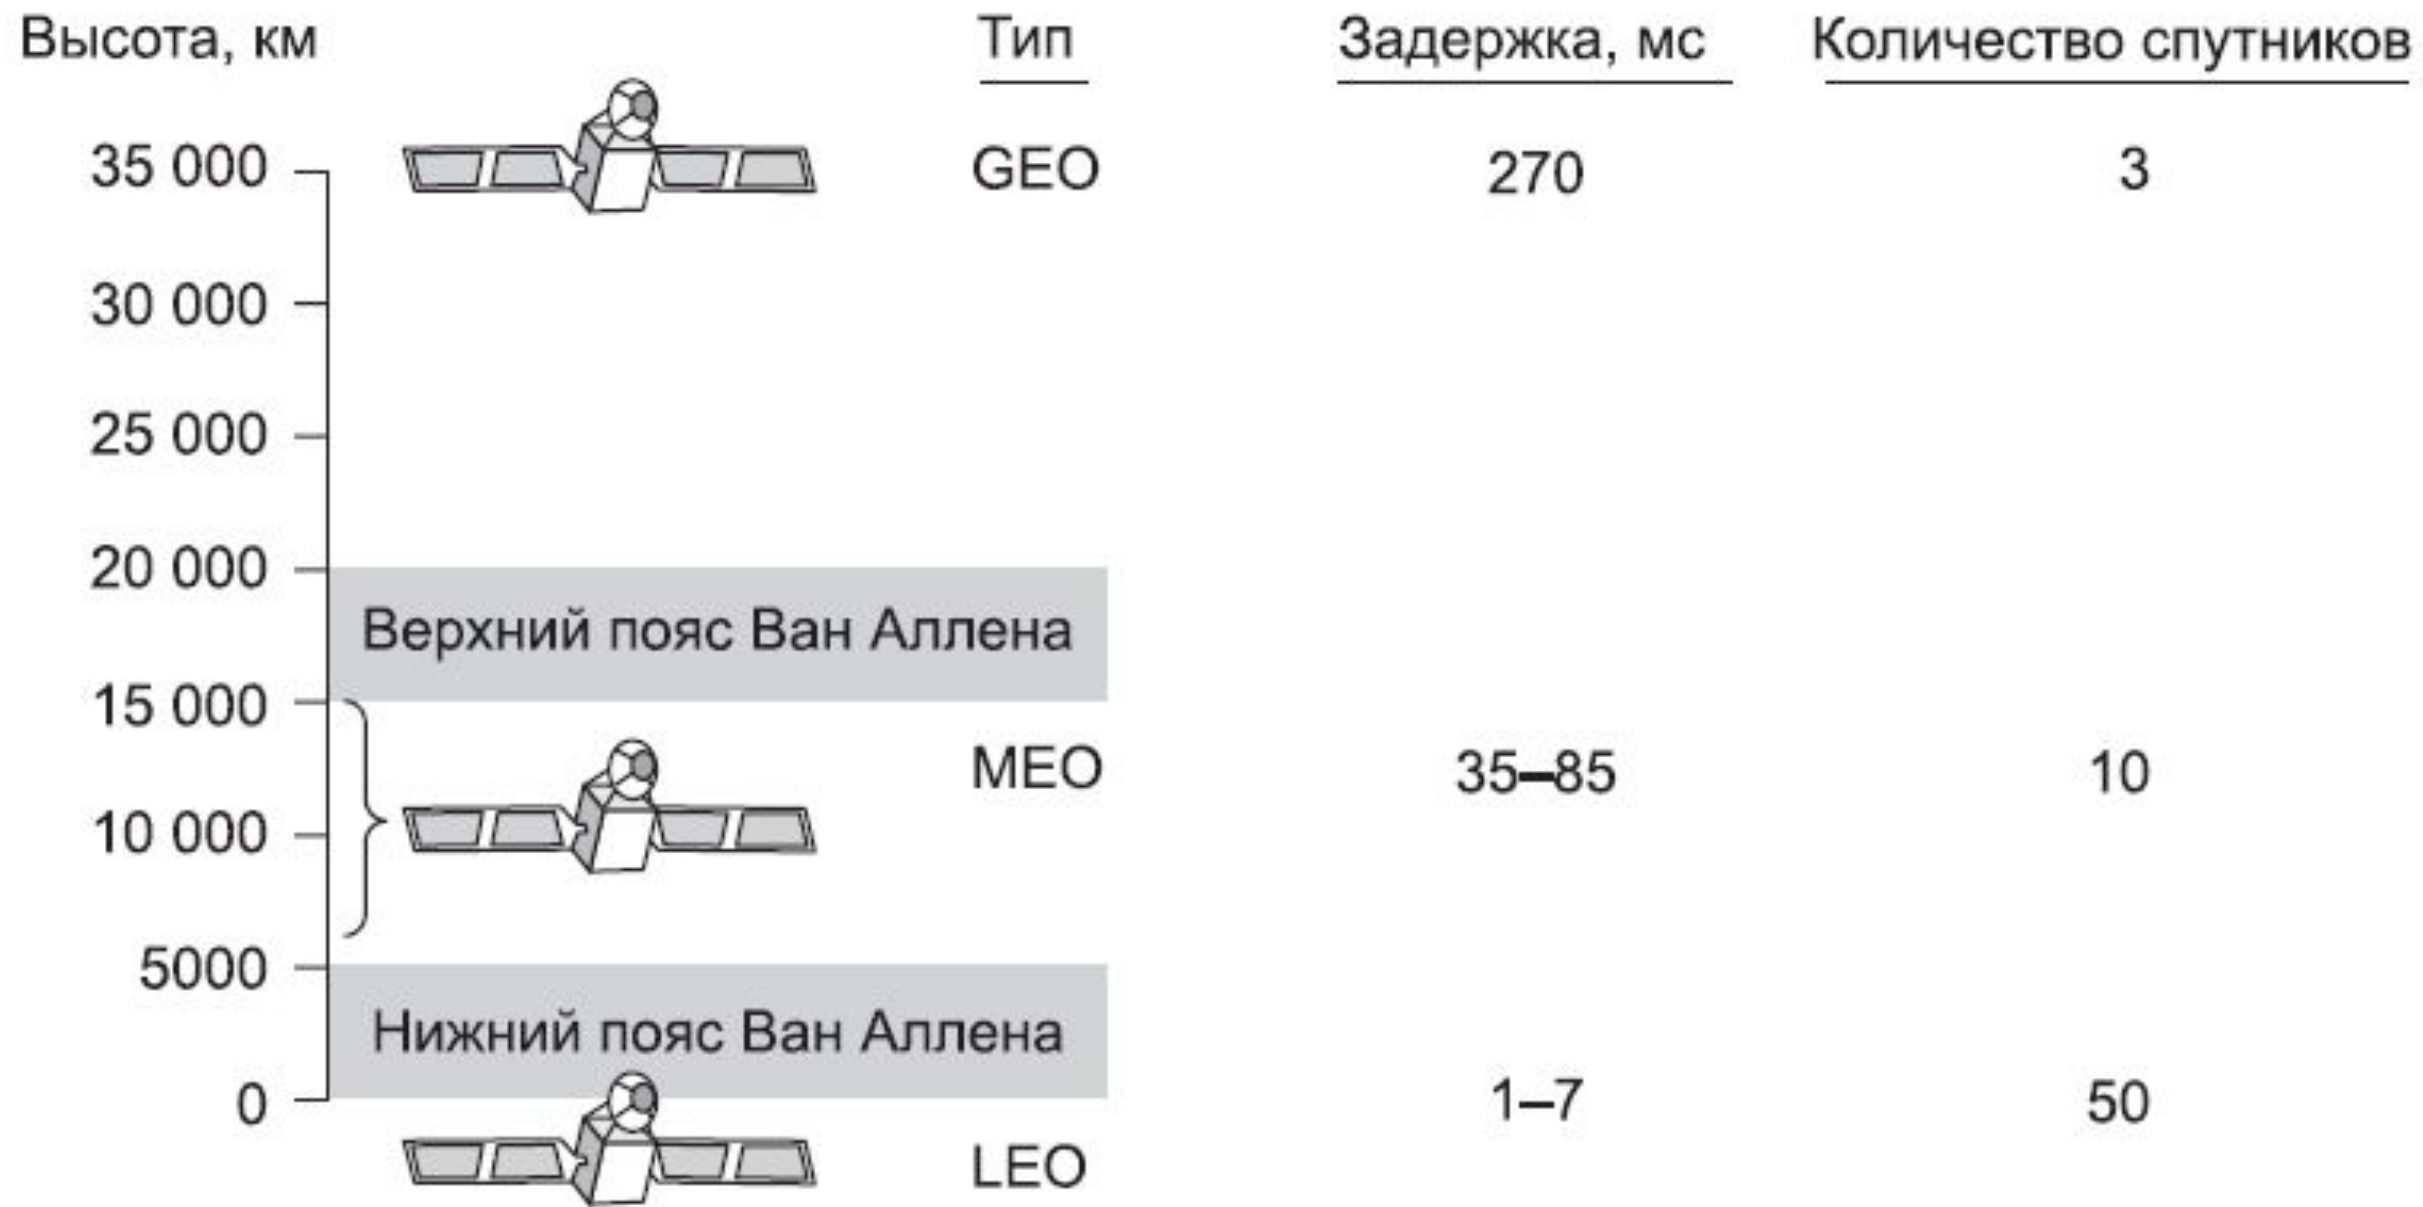 Высота, км Тип Задержка, мс Количество спутников
35 000 GEO 270 3
30 000
25 000
20 000
Верхний пояс Ван Аллена
15 000
MEO 35–85 10
10 000
5000
Нижний пояс Ван Аллена
0 1–7 50
LEO